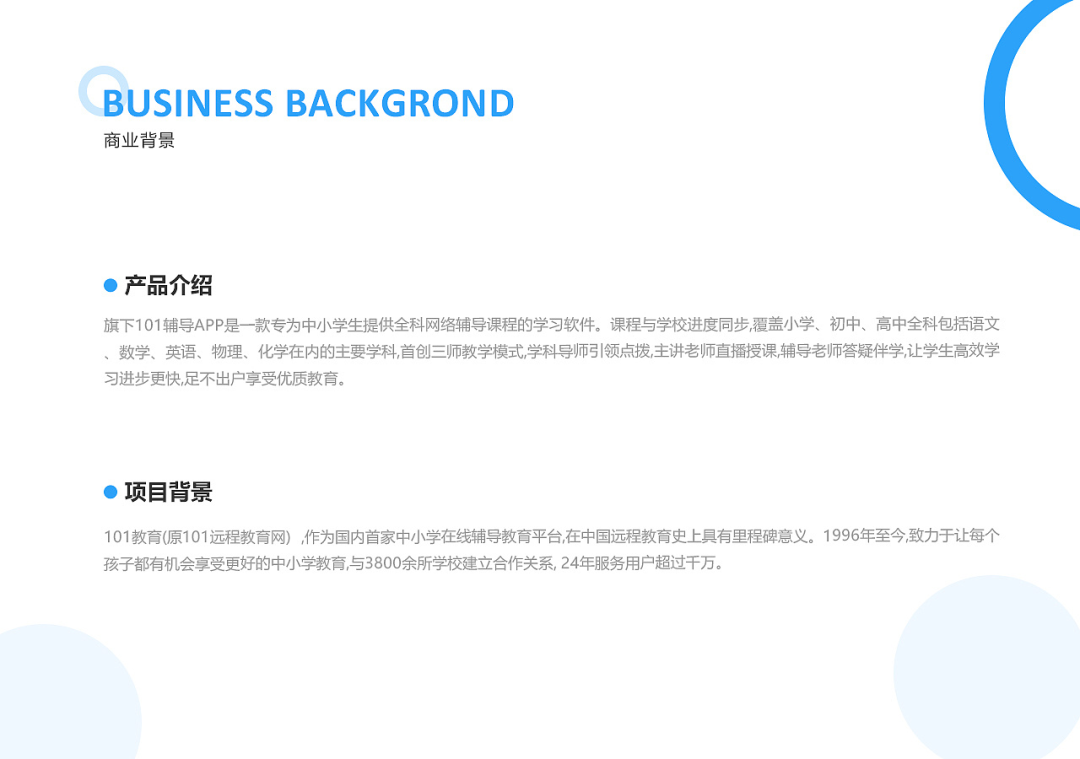 BUSINESS BACKGROND
商业背景
产品介绍
旗下101辅导APP是一款专为中小学生提供全科网络辅导课程的学习软件。课程与学校进度同步,覆盖小学、初中、高中全科包括语文
、数学、英语、物理、化学在内的主要学科,首创三师教学模式,学科导师引领点拨,主讲老师直播授课,辅导老师答疑伴学,让学生高效学
习进步更快,足不出户享受优质教育。
项目背景
101教育(原101远程教育网）,作为国内首家中小学在线辅导教育平台,在中国远程教育史上具有里程碑意义。1996年至今,致力于让每个
孩子都有机会享受更好的中小学教育,与3800余所学校建立合作关系, 24年服务用户超过千万。